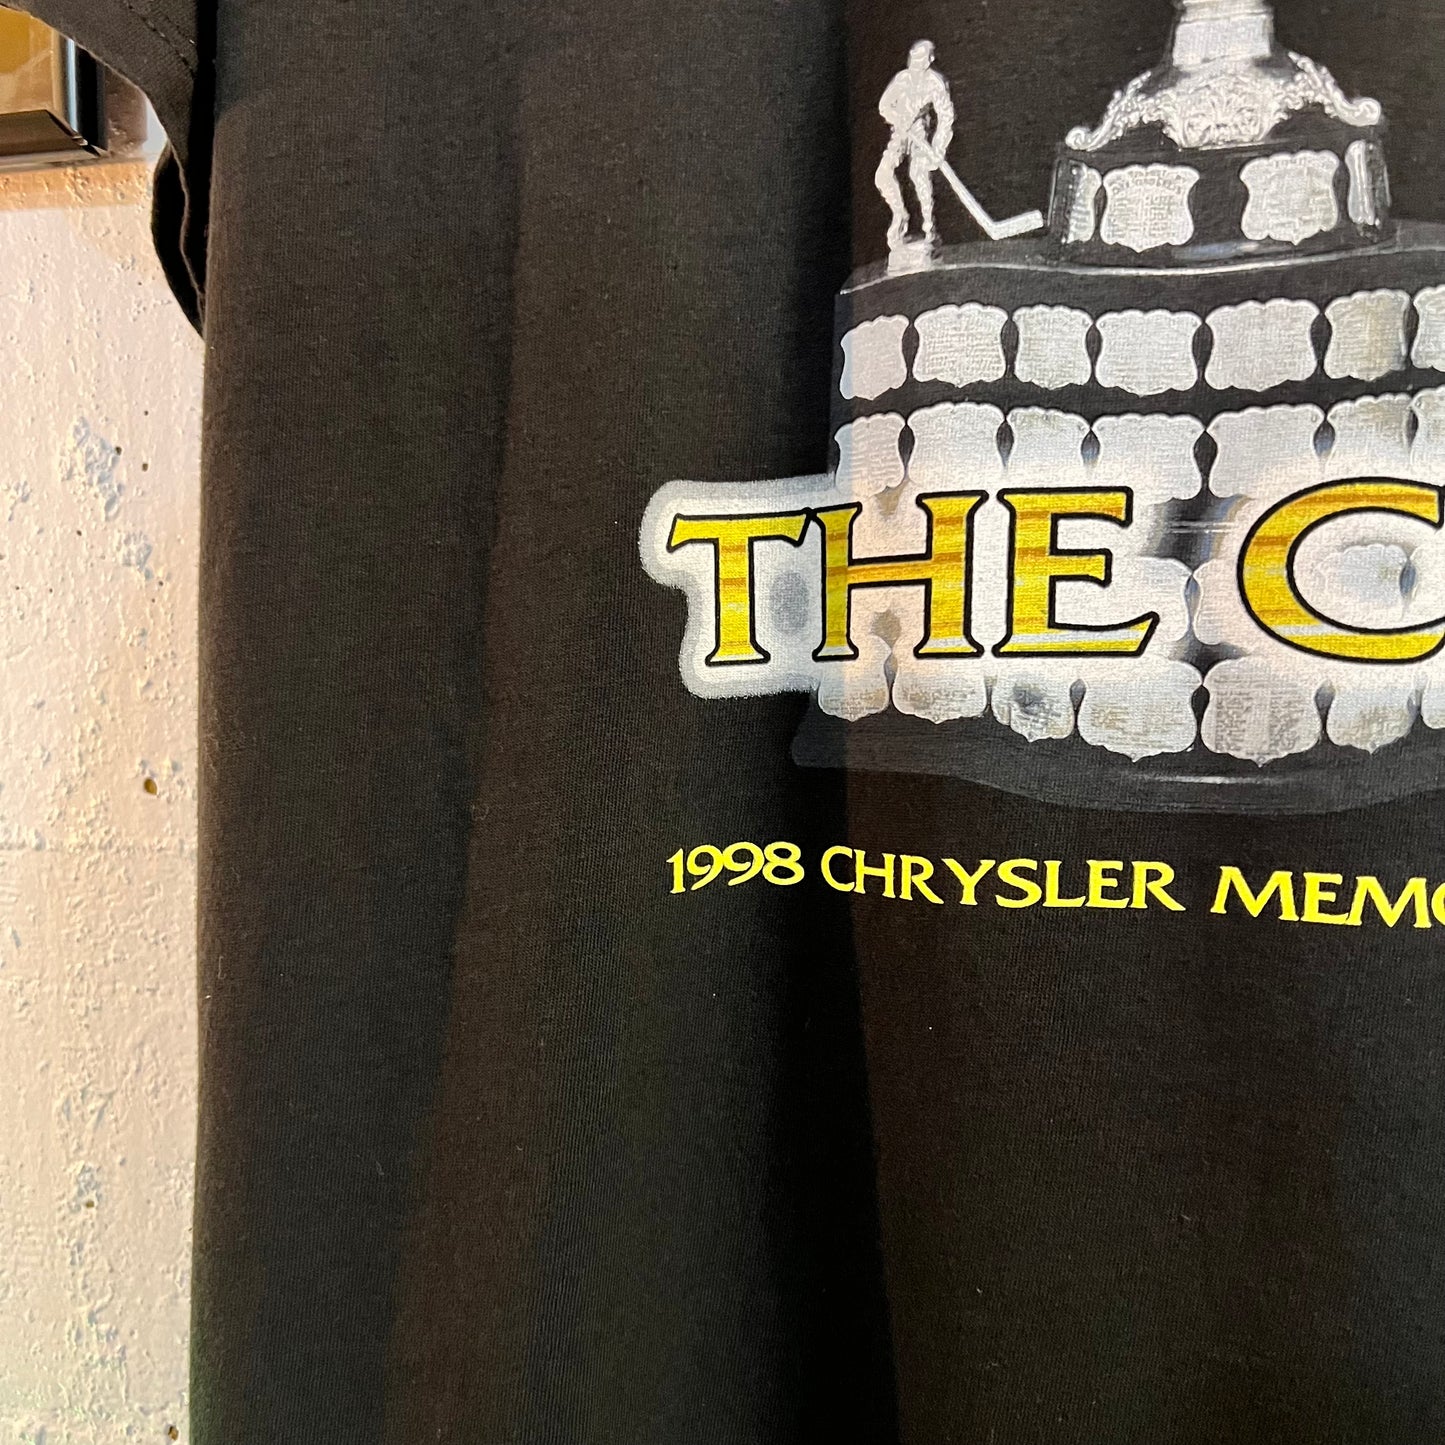 THE C
1998 CHRYSLER MEMO